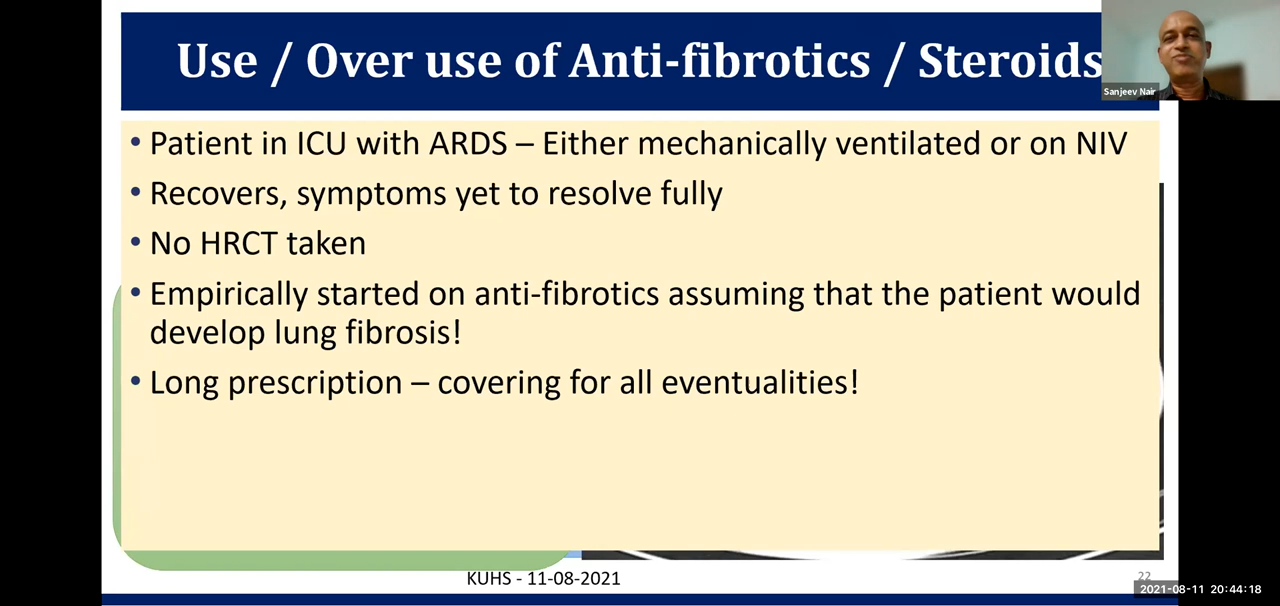 Use / Over use of Anti-fibrotics / Steroids
Sanjeev Nair
• Patient in ICU with ARDS – Either mechanically ventilated or on NIV
• Recovers, symptoms yet to resolve fully
• No HRCT taken
• Empirically started on anti-fibrotics assuming that the patient would
develop lung fibrosis!
• Long prescription – covering for all eventualities!
KUHS - 11-08-2021
22
2021-08-11 20:44:18